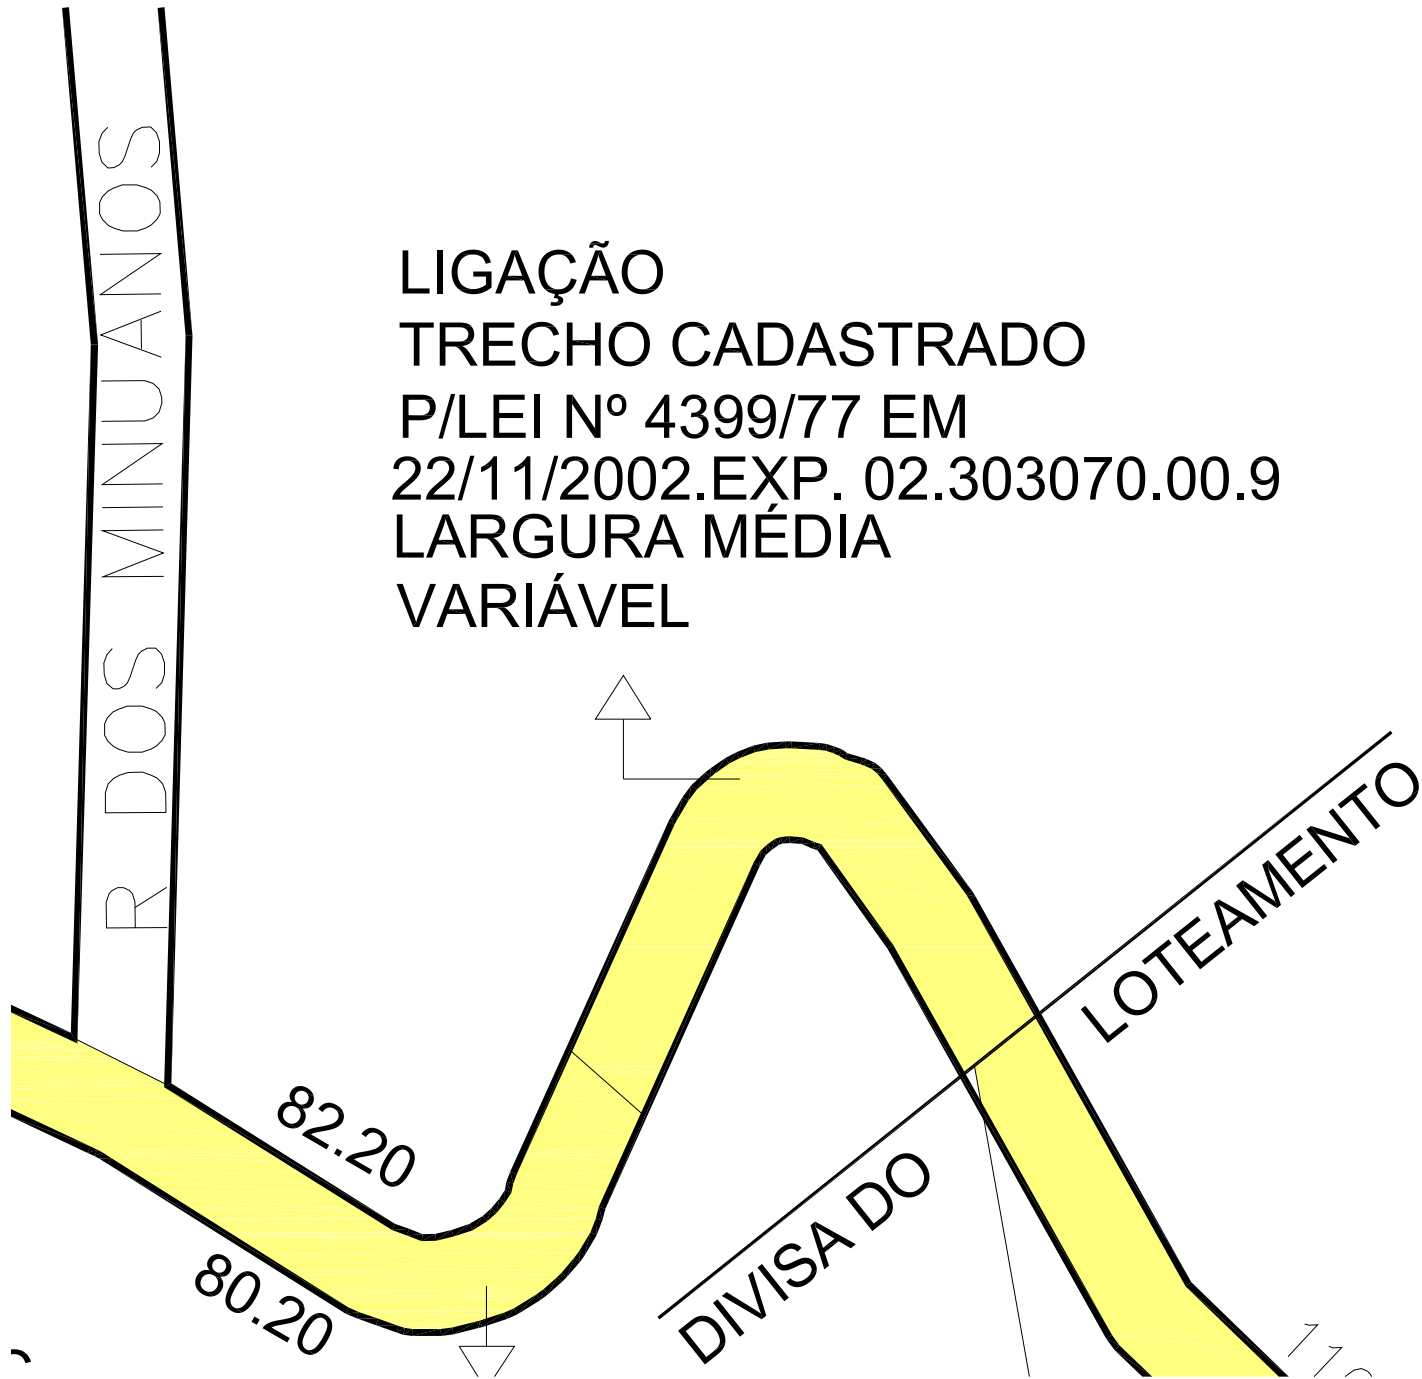 R DOS MINUANOS
LIGAÇÃO
TRECHO CADASTRADO
P/LEI Nº 4399/77 EM
22/11/2002.EXP. 02.303070.00.9
LARGURA MÉDIA
VARIÁVEL
82.20
80.20
DIVISA DO LOTEAMENTO